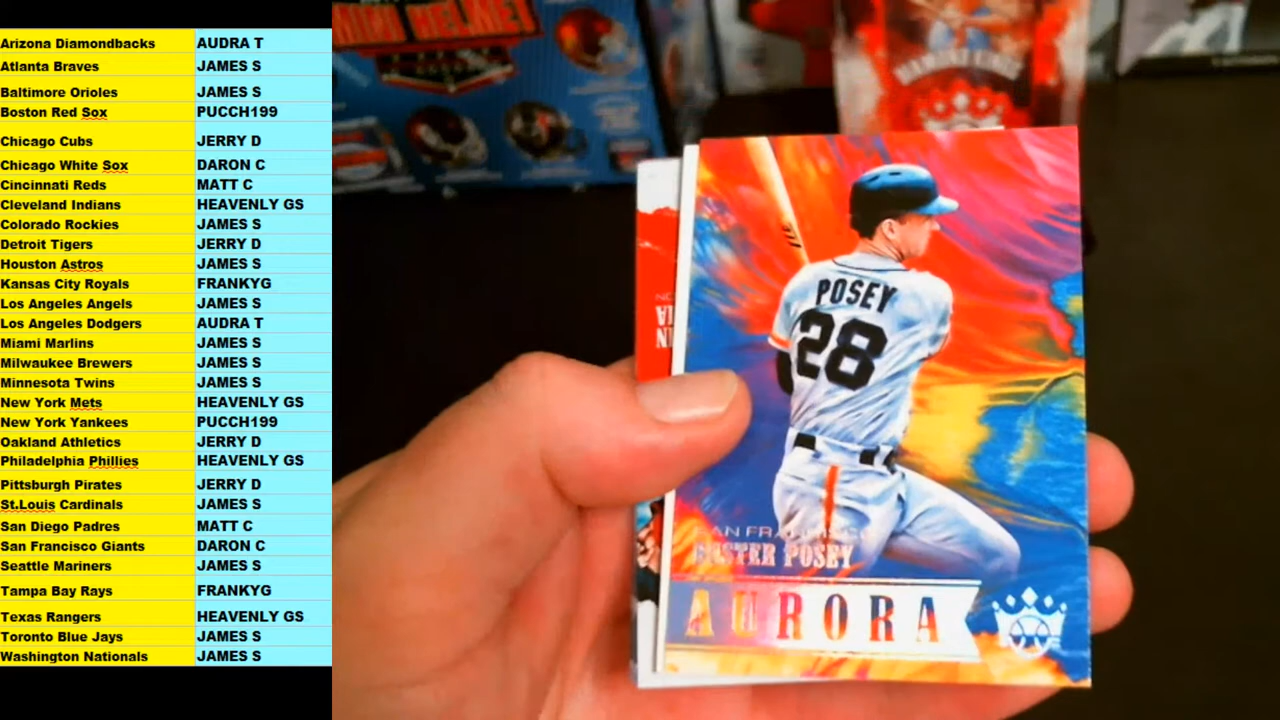 Arizona Diamondbacks AUDRA T
Atlanta Braves JAMES S
Baltimore Orioles JAMES S
Boston Red Sox PUCCH199
Chicago Cubs JERRY D
Chicago White Sox DARON C
Cincinnati Reds MATT C
Cleveland Indians HEAVENLY GS
Colorado Rockies JAMES S
Detroit Tigers JERRY D
Houston Astros JAMES S
Kansas City Royals FRANKYG
Los Angeles Angels JAMES S
Los Angeles Dodgers AUDRA T
Miami Marlins JAMES S
Milwaukee Brewers JAMES S
Minnesota Twins JAMES S
New York Mets HEAVENLY GS
New York Yankees PUCCH199
Oakland Athletics JERRY D
Philadelphia Phillies HEAVENLY GS
Pittsburgh Pirates JERRY D
St.Louis Cardinals JAMES S
San Diego Padres MATT C
San Francisco Giants DARON C
Seattle Mariners JAMES S
Tampa Bay Rays FRANKYG
Texas Rangers HEAVENLY GS
Toronto Blue Jays JAMES S
Washington Nationals JAMES S
MINI HELMET
DIAMOND KINGS
POSEY
28
SAN FRANCISCO
BUSTER POSEY
AURORA